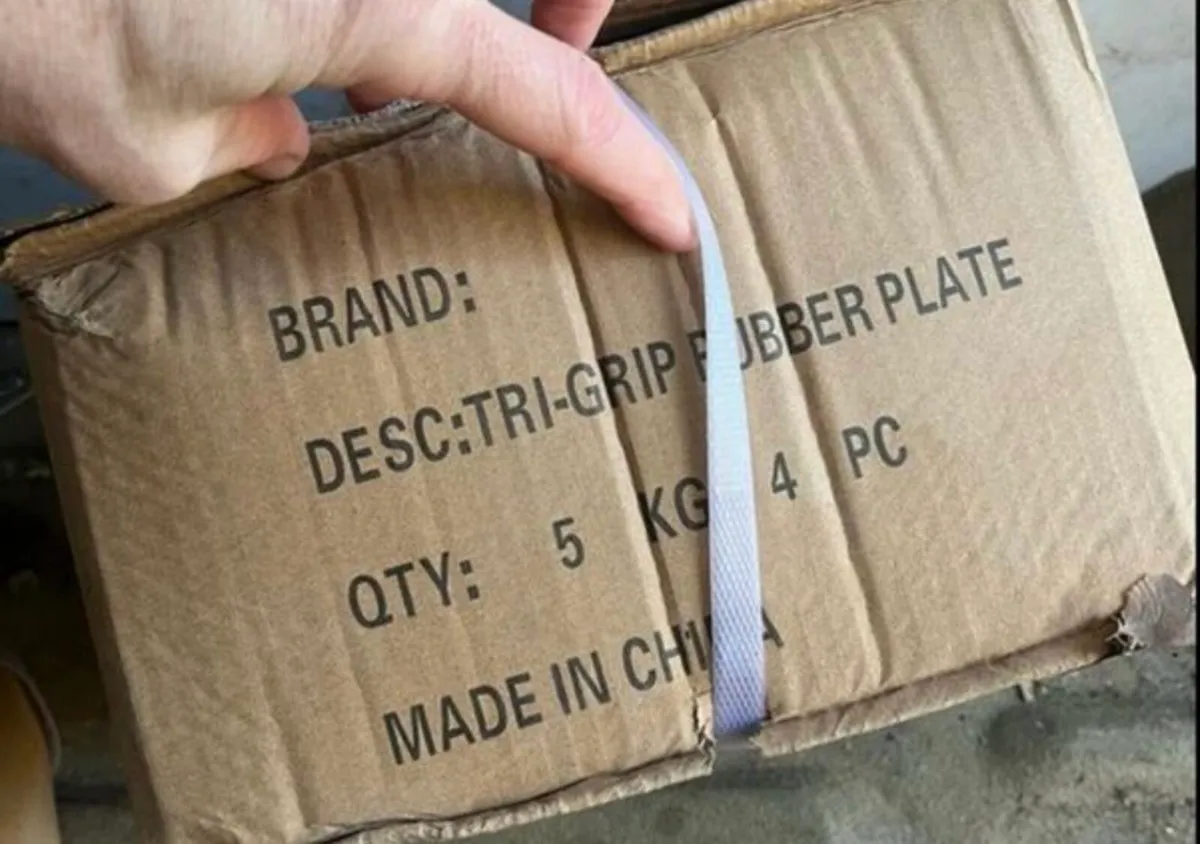 BRAND:
DESC:TRI-GRIP RUBBER PLATE
QTY: 5 KG 4 PC
MADE IN CHINA